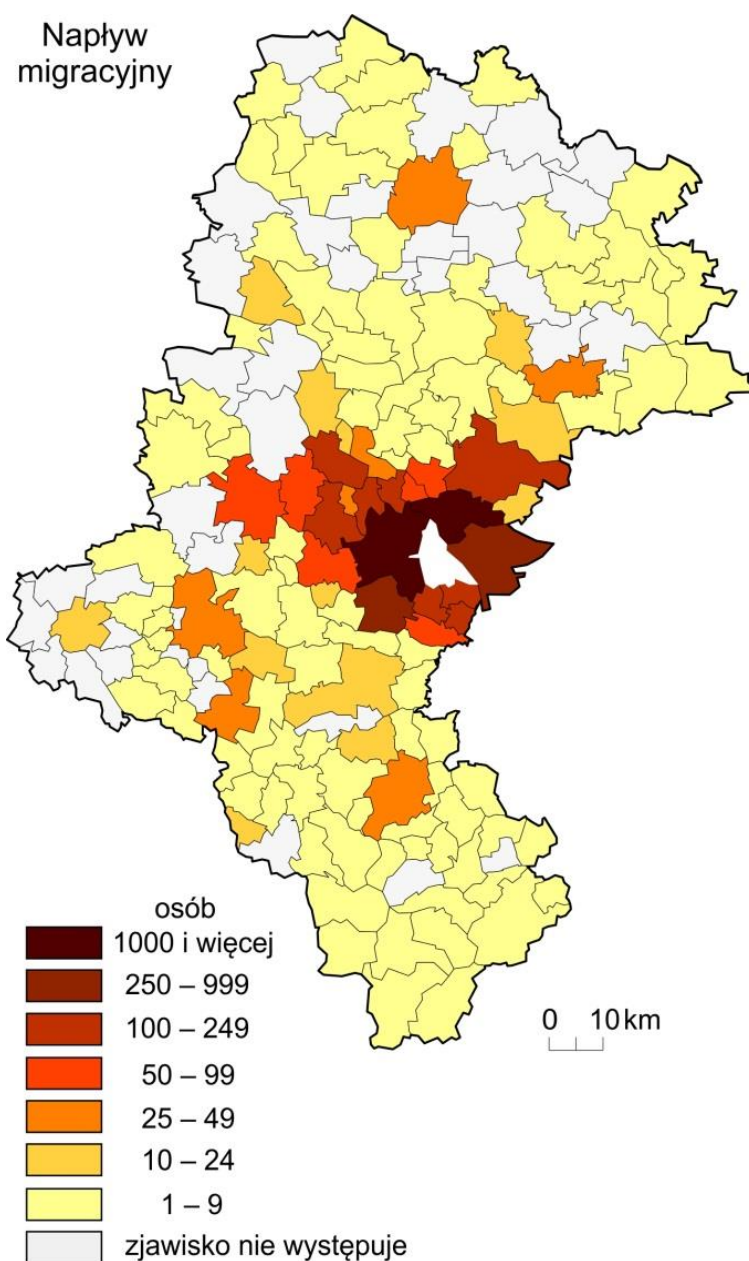 Napływ
migracyjny
osób
1000 i więcej
250 – 999
100 – 249
50 – 99
25 – 49
10 – 24
1 – 9
zjawisko nie występuje
0 10 km